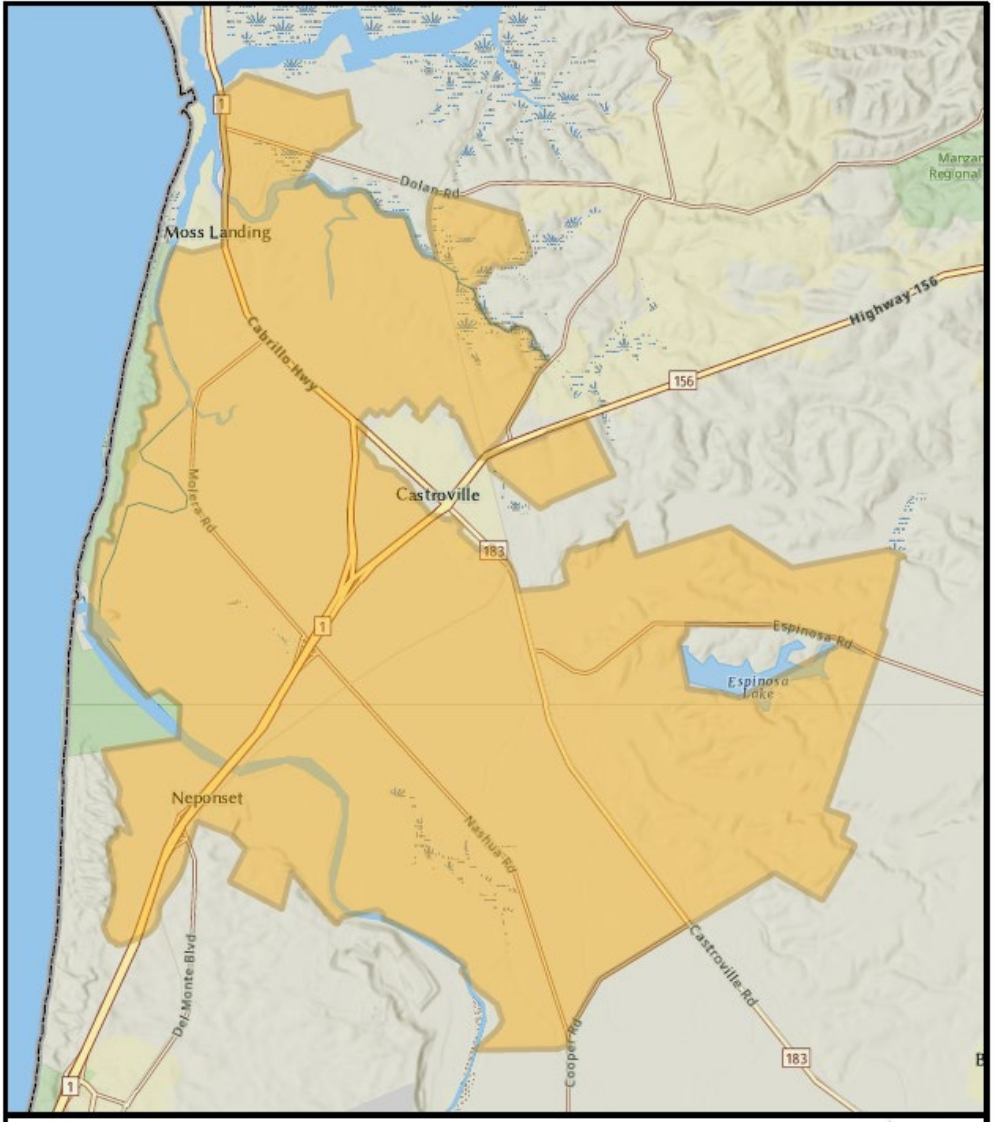 1
Manzan
Regional
Dolan Rd
Moss Landing
Highway 156
Cabrillo Hwy
156
Molera Rd
Castroville
183
1
Espinosa Rd
Espinosa
Lake
Neponset
Nashua Rd
Castroville Rd
Del Monte Blvd
Cooper Rd
183
B
1